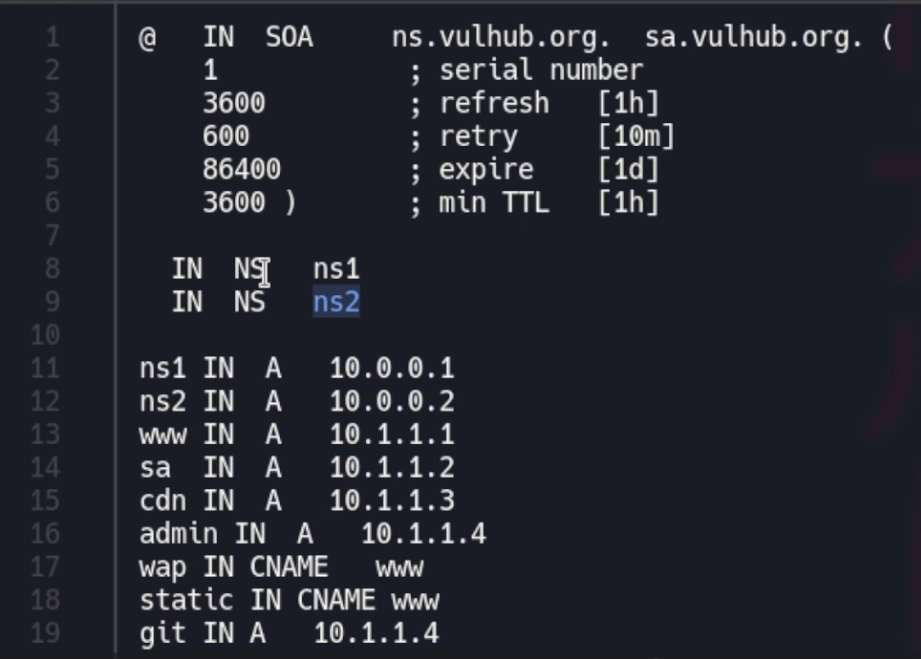 1 @ IN SOA ns.vulhub.org. sa.vulhub.org. (
2 1 ; serial number
3 3600 ; refresh [1h]
4 600 ; retry [10m]
5 86400 ; expire [1d]
6 3600 ) ; min TTL [1h]
7
8 IN NS ns1
9 IN NS ns2
10
11 ns1 IN A 10.0.0.1
12 ns2 IN A 10.0.0.2
13 www IN A 10.1.1.1
14 sa IN A 10.1.1.2
15 cdn IN A 10.1.1.3
16 admin IN A 10.1.1.4
17 wap IN CNAME www
18 static IN CNAME www
19 git IN A 10.1.1.4